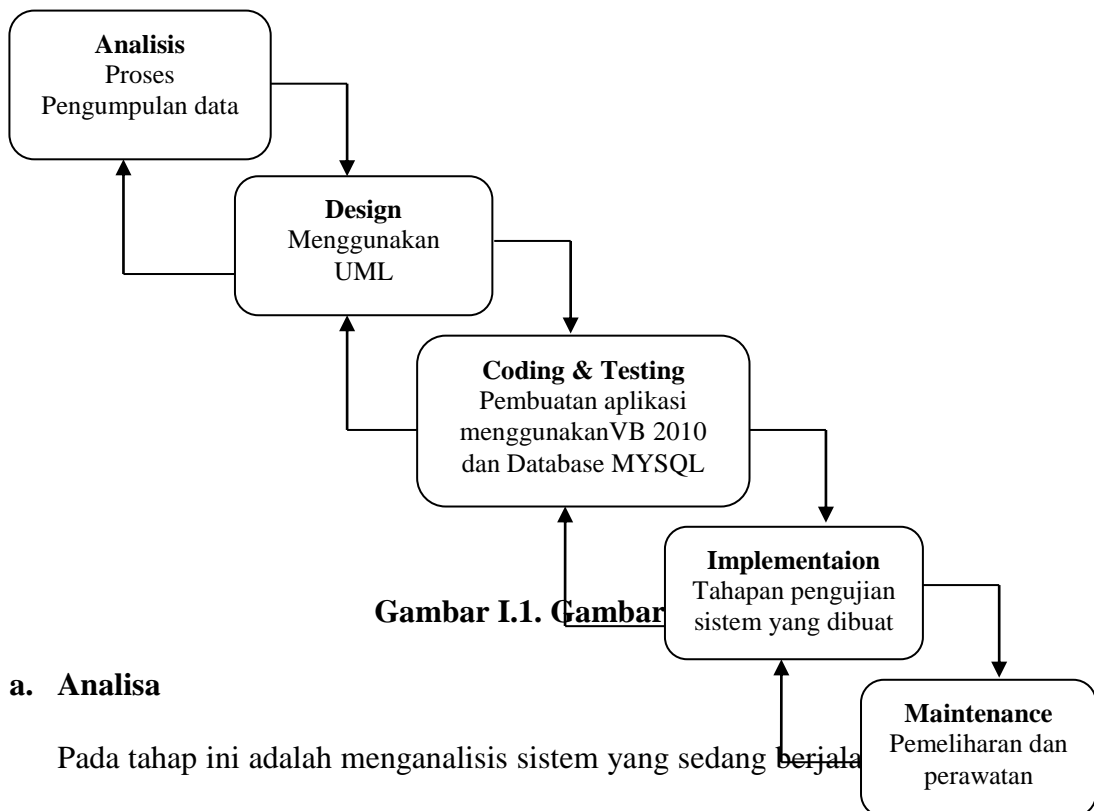 Analisis
Proses
Pengumpulan data
Design
Menggunakan
UML
Coding & Testing
Pembuatan aplikasi
menggunakanVB 2010
dan Database MYSQL
Implementaion
Tahapan pengujian
sistem yang dibuat
Gambar I.1. Gambar
a. Analisa
Maintenance
Pemeliharan dan
perawatan
Pada tahap ini adalah menganalisis sistem yang sedang berjala